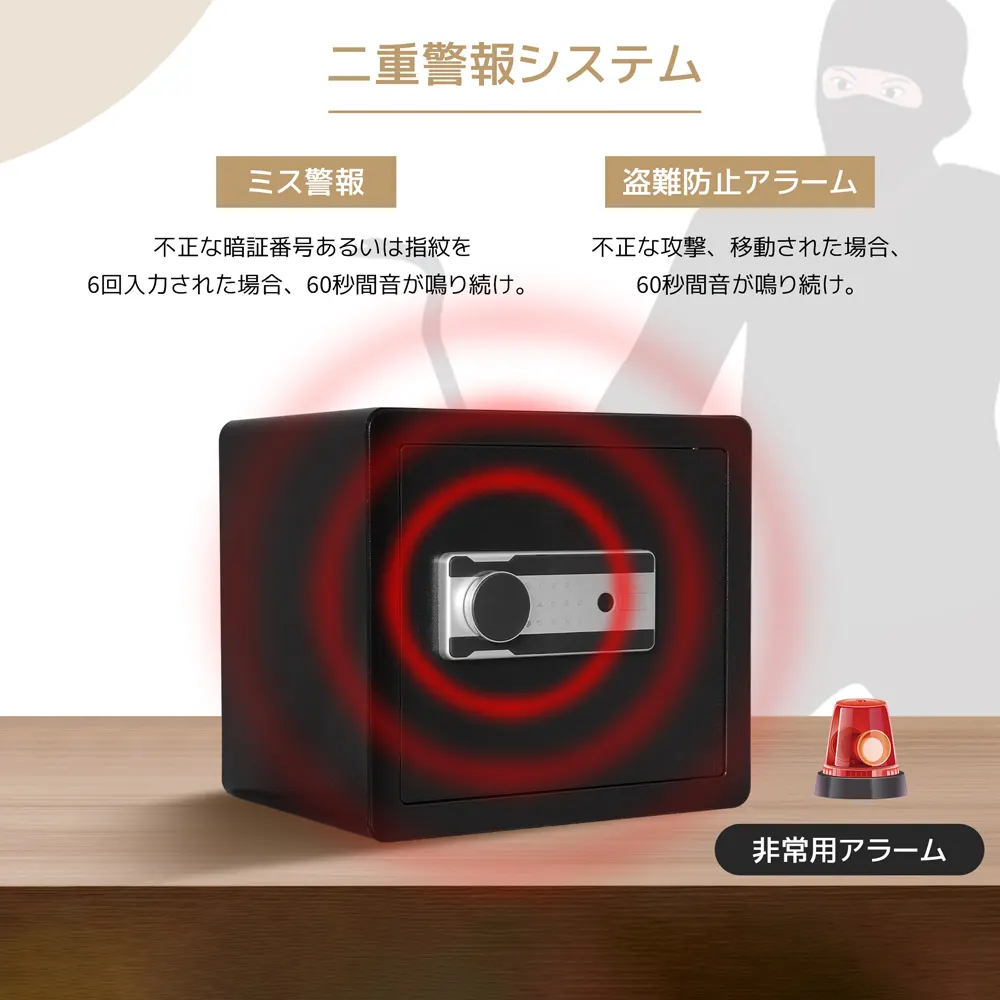 二重警報システム
ミス警報
不正な暗証番号あるいは指紋を
6回入力された場合、60秒間音が鳴り続け。
盗難防止アラーム
不正な攻撃、移動された場合、
60秒間音が鳴り続け。
非常用アラーム